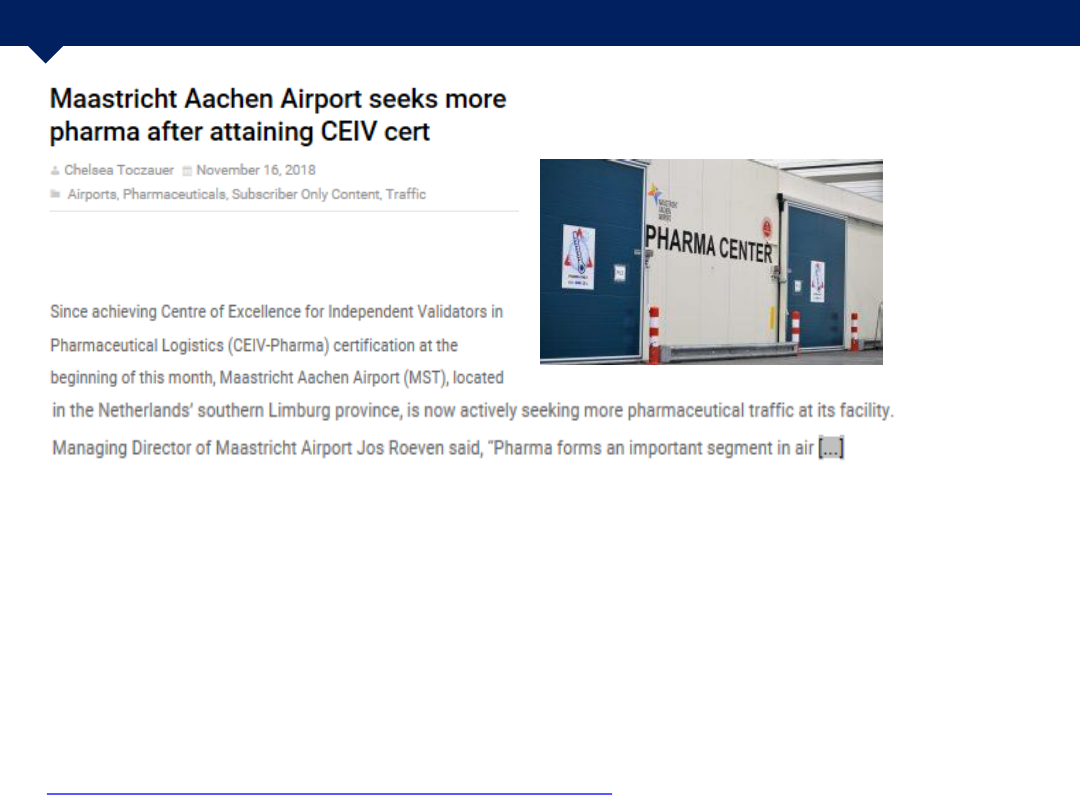 Maastricht Aachen Airport seeks more
pharma after attaining CEIV cert
Chelsea Toczauer November 16, 2018
Airports, Pharmaceuticals, Subscriber Only Content, Traffic
MAASTRICHT
AACHEN
AIRPORT
PHARMA CENTER
Since achieving Centre of Excellence for Independent Validators in
Pharmaceutical Logistics (CEIV-Pharma) certification at the
beginning of this month, Maastricht Aachen Airport (MST), located
in the Netherlands’ southern Limburg province, is now actively seeking more pharmaceutical traffic at its facility.
Managing Director of Maastricht Airport Jos Roeven said, “Pharma forms an important segment in air [...]